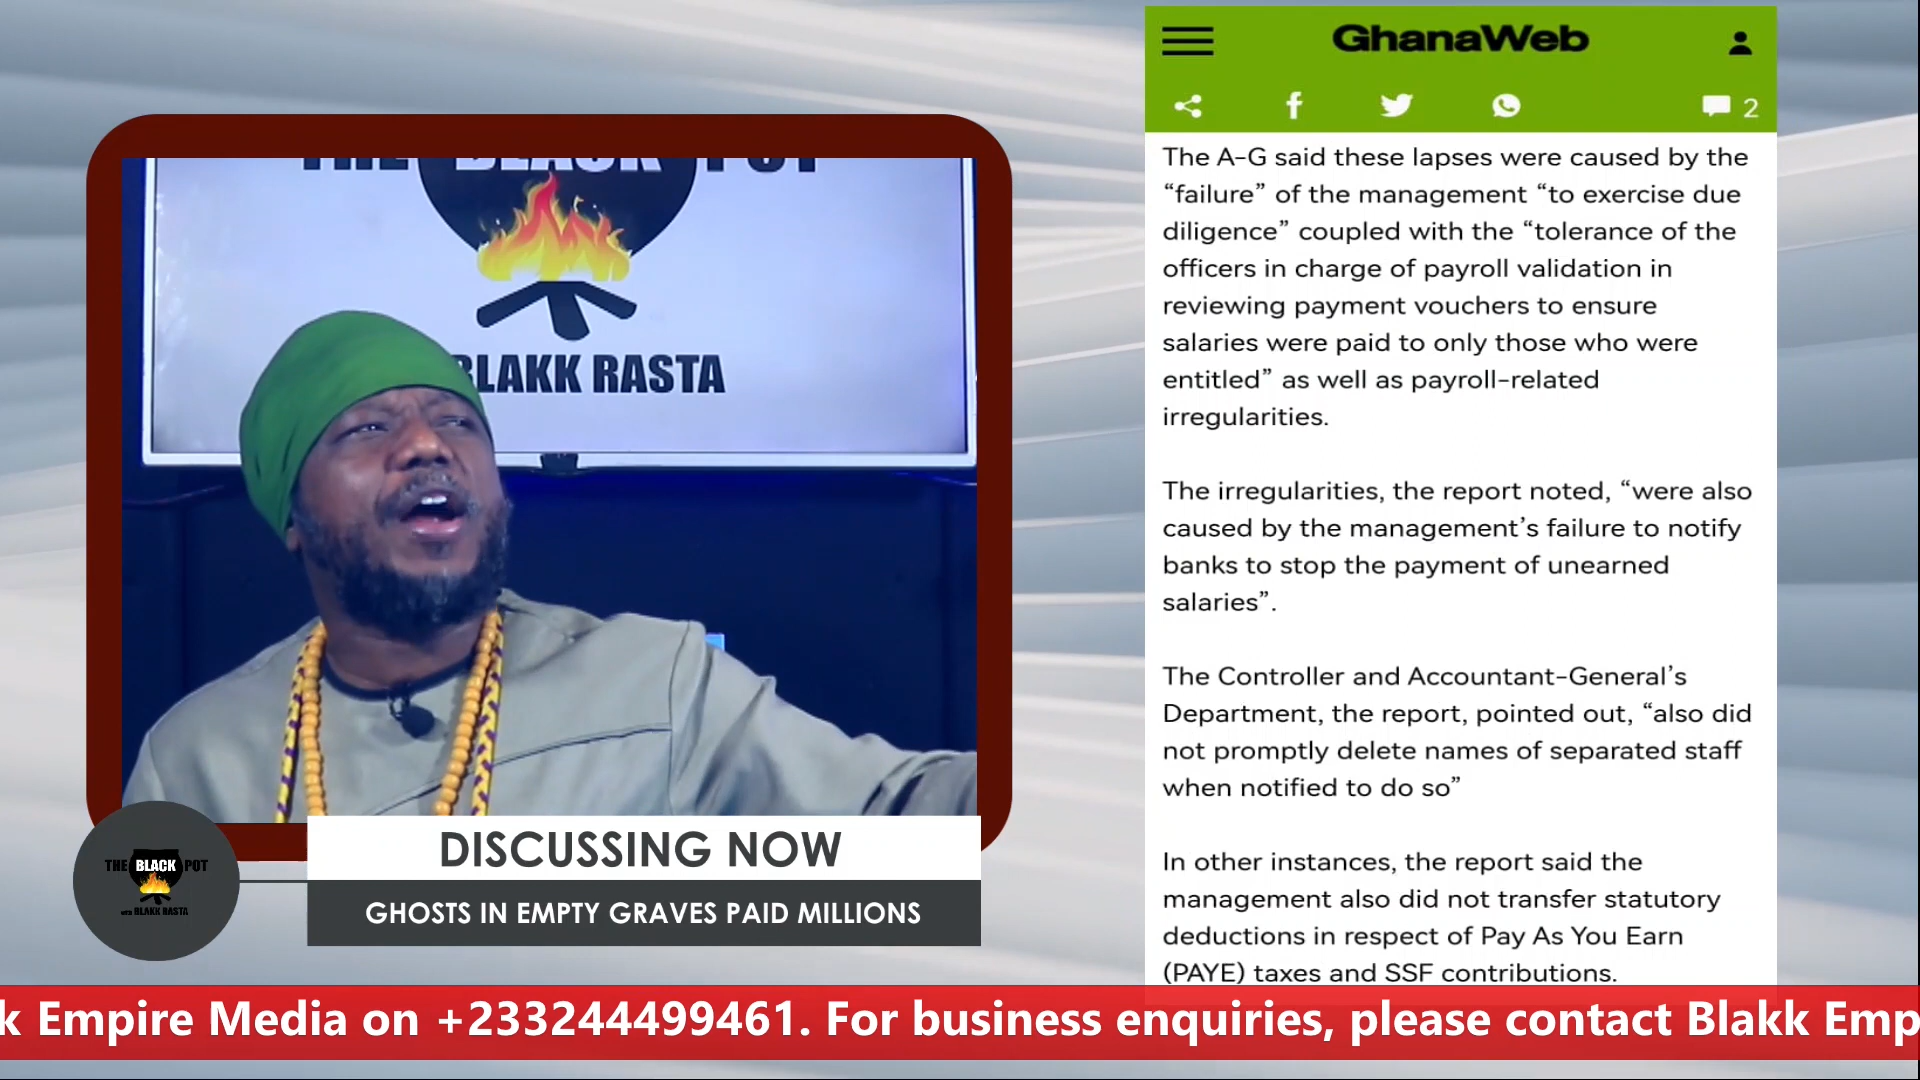 THE BLACK POT
BLAKK RASTA
THE BLACK POT
WITH BLAKK RASTA
DISCUSSING NOW
GHOSTS IN EMPTY GRAVES PAID MILLIONS
GhanaWeb
2
The A-G said these lapses were caused by the
“failure” of the management “to exercise due
diligence” coupled with the “tolerance of the
officers in charge of payroll validation in
reviewing payment vouchers to ensure
salaries were paid to only those who were
entitled” as well as payroll-related
irregularities.
The irregularities, the report noted, “were also
caused by the management’s failure to notify
banks to stop the payment of unearned
salaries”.
The Controller and Accountant-General’s
Department, the report, pointed out, “also did
not promptly delete names of separated staff
when notified to do so”
In other instances, the report said the
management also did not transfer statutory
deductions in respect of Pay As You Earn
(PAYE) taxes and SSF contributions.
k Empire Media on +233244499461. For business enquiries, please contact Blakk Emp